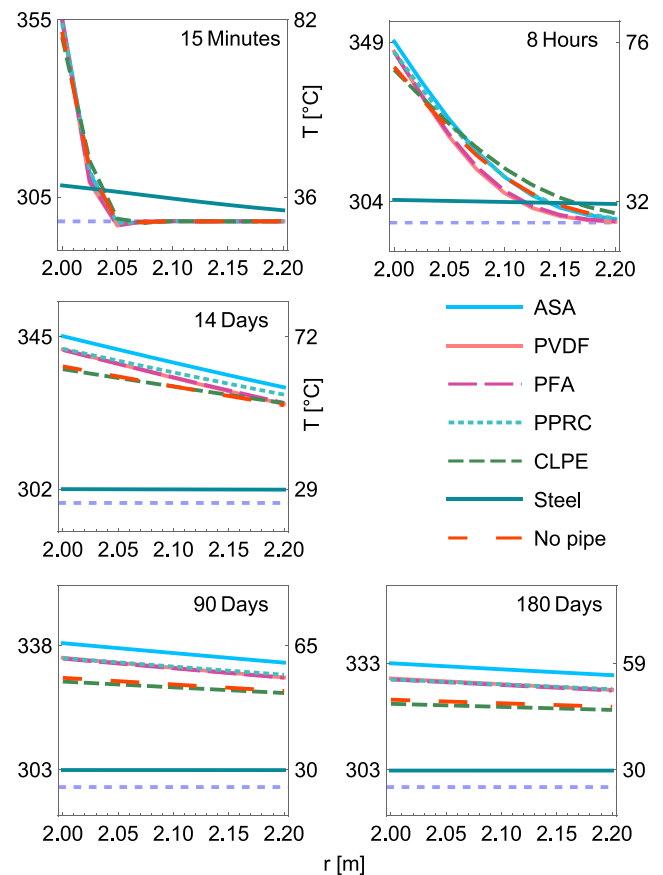 15 Minutes
355
305
82
36
T [°C]
2.00 2.05 2.10 2.15 2.20
8 Hours
349
304
76
32
2.00 2.05 2.10 2.15 2.20
14 Days
345
302
72
29
T [°C]
2.00 2.05 2.10 2.15 2.20
ASA
PVDF
PFA
PPRC
CLPE
Steel
No pipe
90 Days
338
303
65
30
2.00 2.05 2.10 2.15 2.20
180 Days
333
303
59
30
2.00 2.05 2.10 2.15 2.20
r [m]